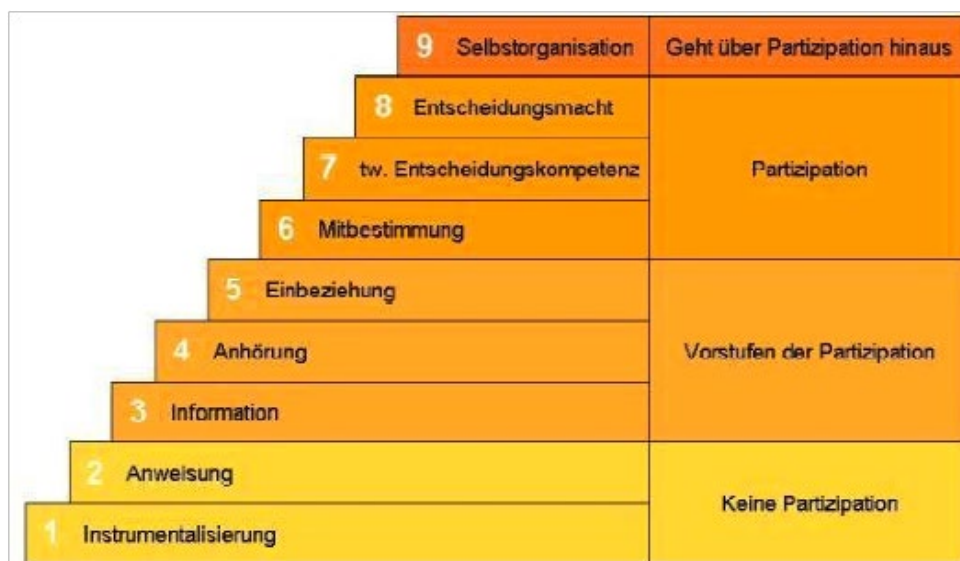 9 Selbstorganisation Geht über Partizipation hinaus
8 Entscheidungsmacht
7 tw. Entscheidungskompetenz Partizipation
6 Mitbestimmung
5 Einbeziehung
4 Anhörung Vorstufen der Partizipation
3 Information
2 Anweisung
Keine Partizipation
1 Instrumentalisierung